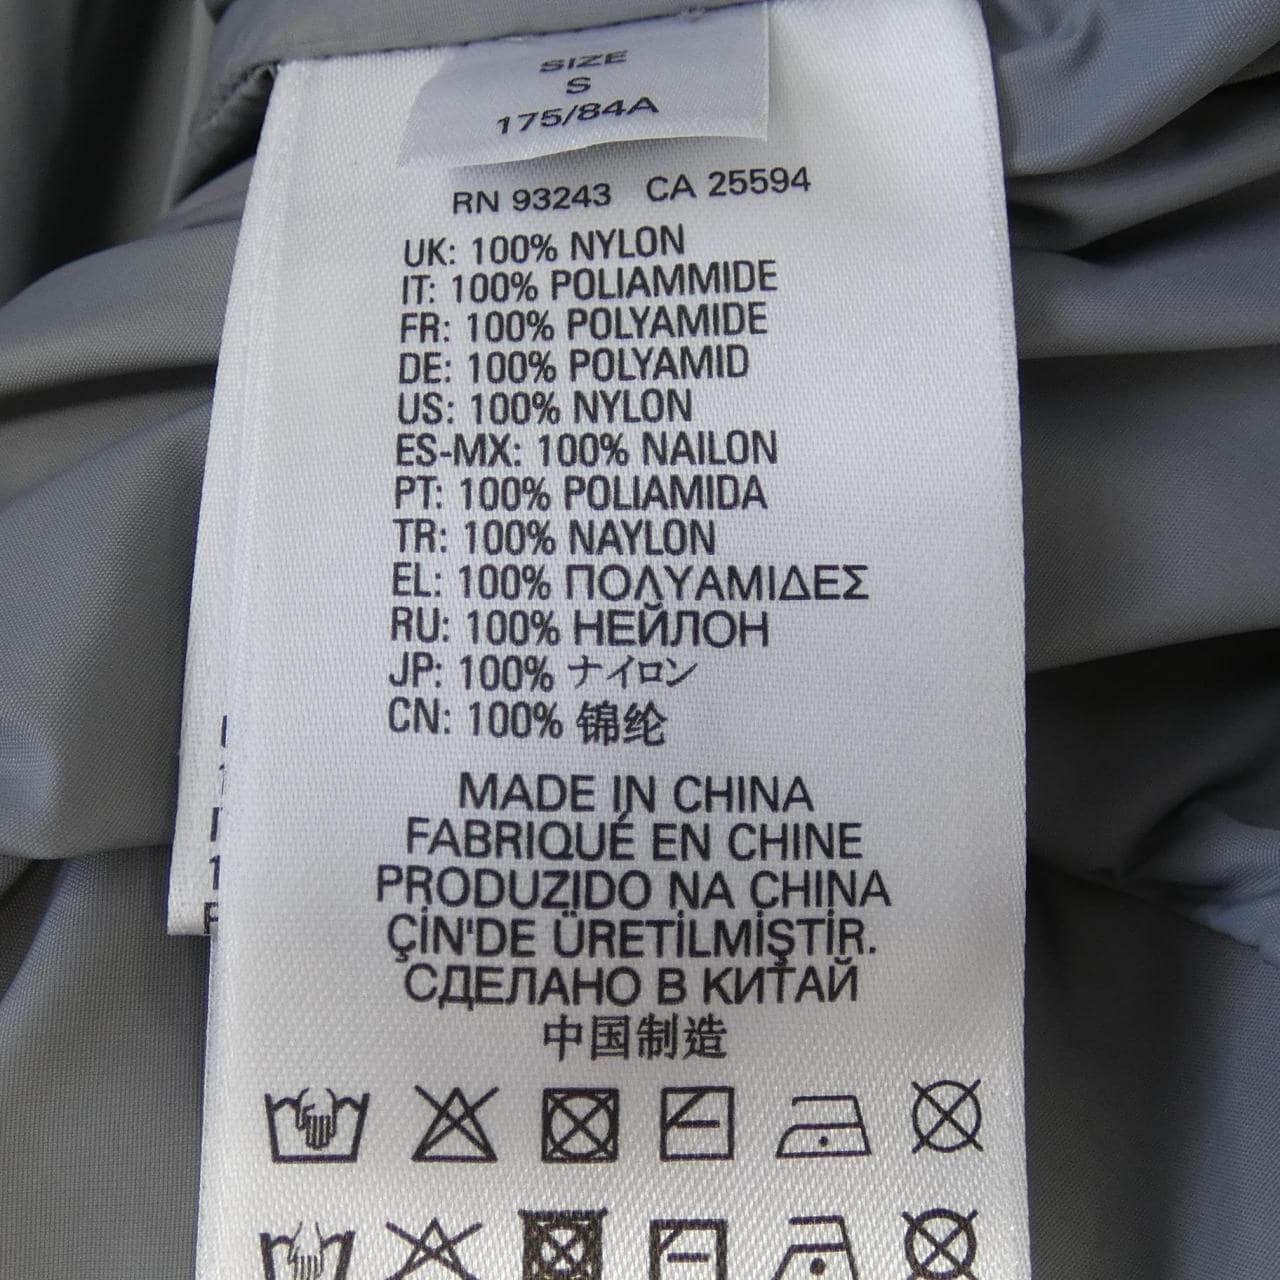 SIZE
S
175/84A
RN 93243 CA 25594
UK: 100% NYLON
IT: 100% POLIAMMIDE
FR: 100% POLYAMIDE
DE: 100% POLYAMID
US: 100% NYLON
ES-MX: 100% NAILON
PT: 100% POLIAMIDA
TR: 100% NAYLON
EL: 100% ΠΟΛΥΑΜΙΔΕΣ
RU: 100% НЕЙЛОН
JP: 100% ナイロン
CN: 100% 锦纶
MADE IN CHINA
FABRIQUÉ EN CHINE
PRODUZIDO NA CHINA
ÇİN'DE ÜRETİLMİŞTİR.
СДЕЛАНО В КИТАЙ
中国制造